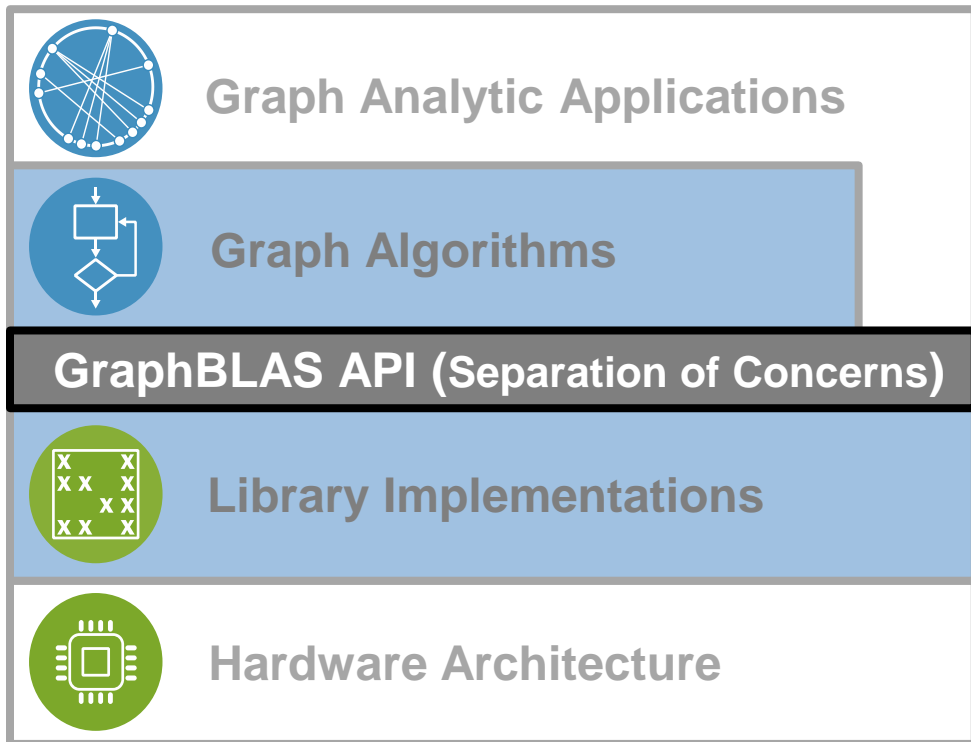 Graph Analytic Applications
Graph Algorithms
GraphBLAS API (Separation of Concerns)
X X
X X X
X X
X X X
Library Implementations
Hardware Architecture